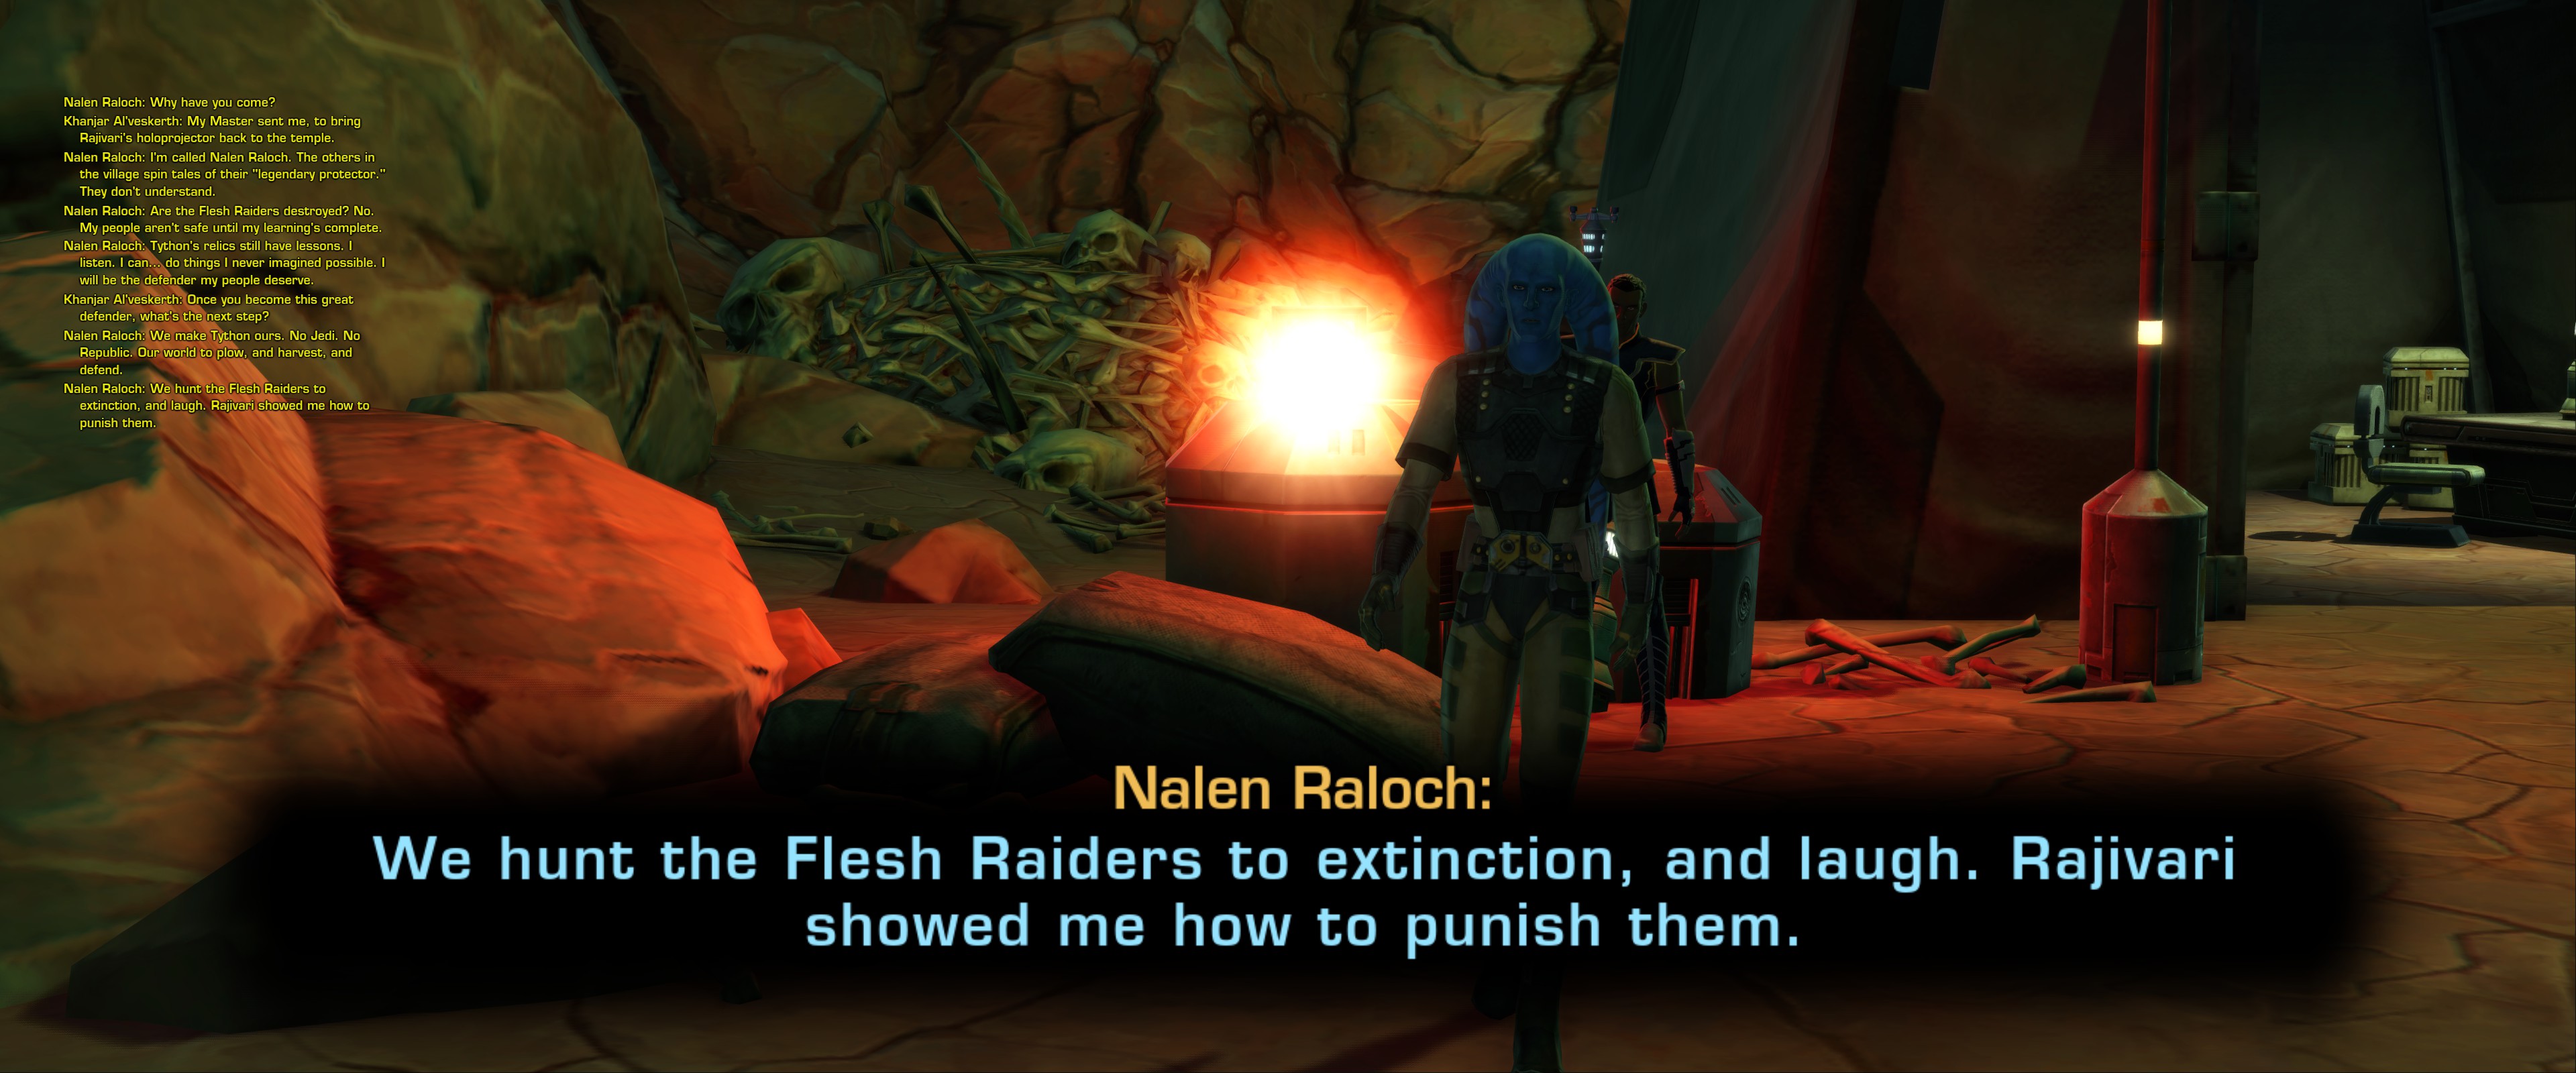 Nalen Raloch: Why have you come?
Khanjar Al'veskerth: My Master sent me, to bring
Rajivari's holoprojector back to the temple.
Nalen Raloch: I'm called Nalen Raloch. The others in
the village spin tales of their "legendary protector."
They don't understand.
Nalen Raloch: Are the Flesh Raiders destroyed? No.
My people aren't safe until my learning's complete.
Nalen Raloch: Tython's relics still have lessons. I
listen. I can... do things I never imagined possible. I
will be the defender my people deserve.
Khanjar Al'veskerth: Once you become this great
defender, what's the next step?
Nalen Raloch: We make Tython ours. No Jedi. No
Republic. Our world to plow, and harvest, and
defend.
Nalen Raloch: We hunt the Flesh Raiders to
extinction, and laugh. Rajivari showed me how to
punish them.
Nalen Raloch:
We hunt the Flesh Raiders to extinction, and laugh. Rajivari
showed me how to punish them.